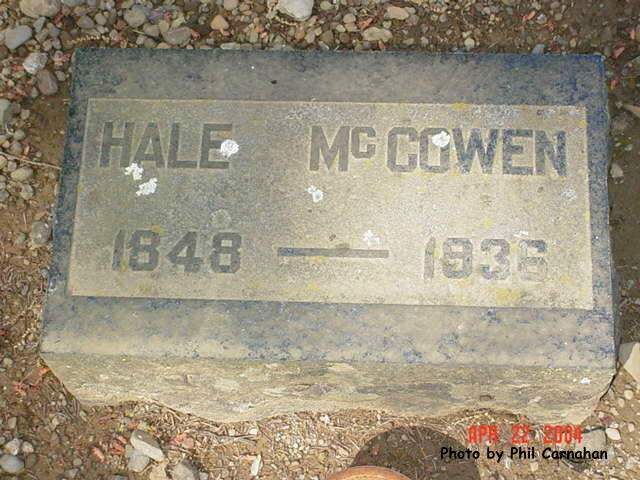 HALE McCOWEN
1848 — 1936
APR 22 2004
Photo by Phil Carnahan